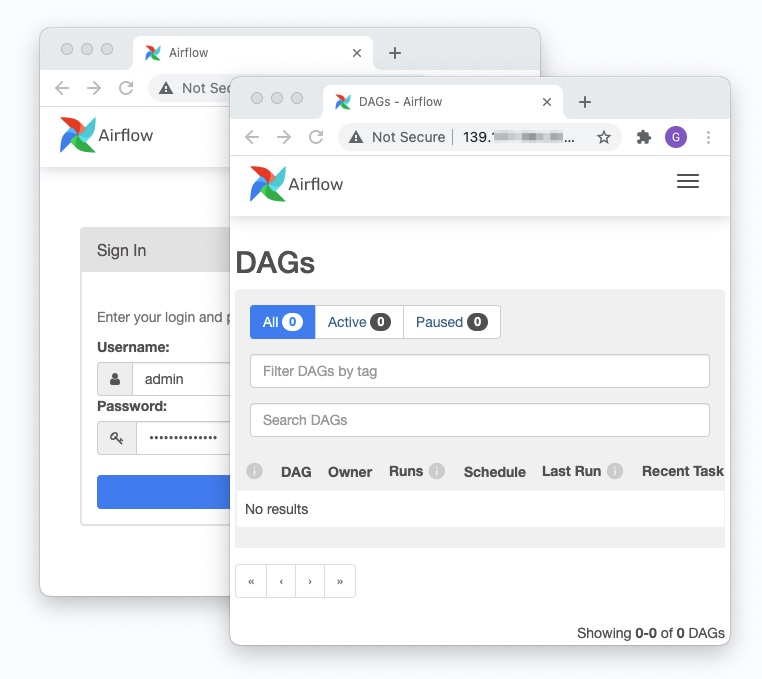 Airflow
Not Sec
Airflow
Sign In
Enter your login and p
Username:
admin
Password:
••••••••••••••
DAGs - Airflow
Not Secure 139.1 ...
G
Airflow
DAGs
All 0 Active 0 Paused 0
Filter DAGs by tag
Search DAGs
DAG Owner Runs Schedule Last Run Recent Task
No results
« ‹ › »
Showing 0-0 of 0 DAGs